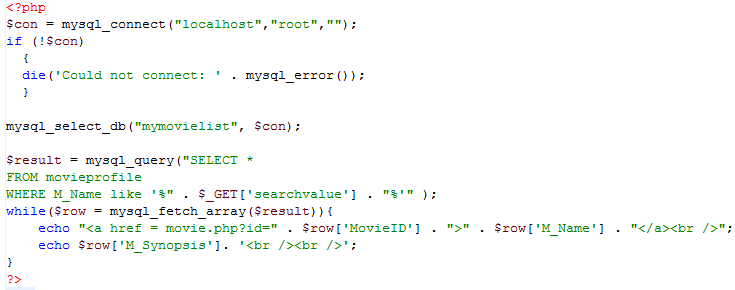 <?php
$con = mysql_connect("localhost","root","");
if (!$con)
  {
  die('Could not connect: ' . mysql_error());
  }

mysql_select_db("mymovielist", $con);

$result = mysql_query("SELECT *
FROM movieprofile
WHERE M_Name like '%" . $_GET['searchvalue'] . "%'" );
while($row = mysql_fetch_array($result)){
    echo "<a href = movie.php?id=" . $row['MovieID'] . ">" . $row['M_Name'] . "</a><br />";
    echo $row['M_Synopsis']. '<br /><br />';
}
?>